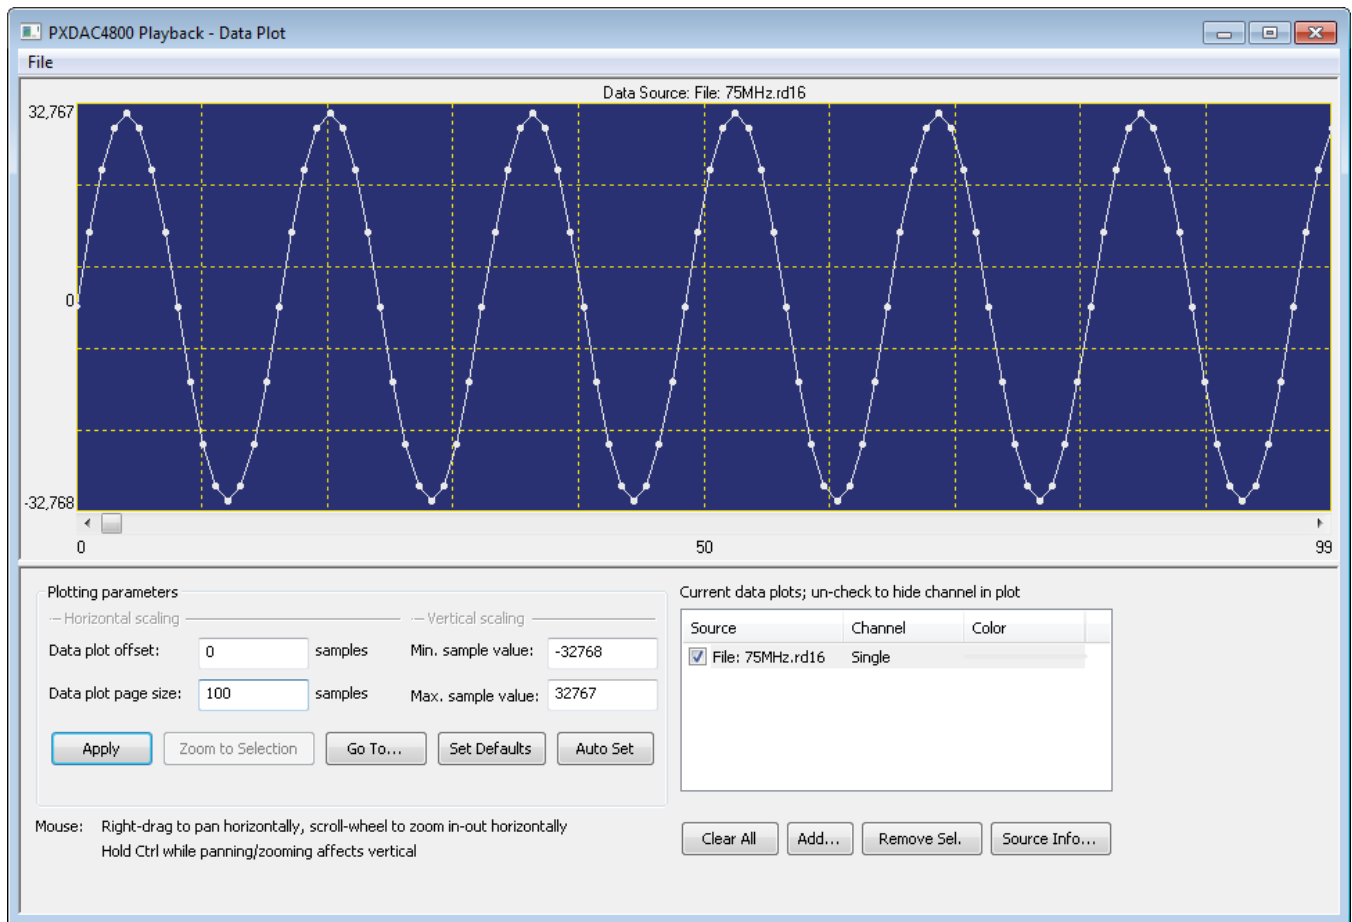 PXDAC4800 Playback - Data Plot
File
Data Source: File: 75MHz.rd16
32,767
0
-32,768
0 50 99
Plotting parameters
Horizontal scaling
Vertical scaling
Data plot offset: 0 samples
Min. sample value: -32768
Data plot page size: 100 samples
Max. sample value: 32767
Apply Zoom to Selection Go To... Set Defaults Auto Set
Current data plots; un-check to hide channel in plot
Source Channel Color
File: 75MHz.rd16 Single
Mouse: Right-drag to pan horizontally, scroll-wheel to zoom in-out horizontally
Hold Ctrl while panning/zooming affects vertical
Clear All Add... Remove Sel. Source Info...